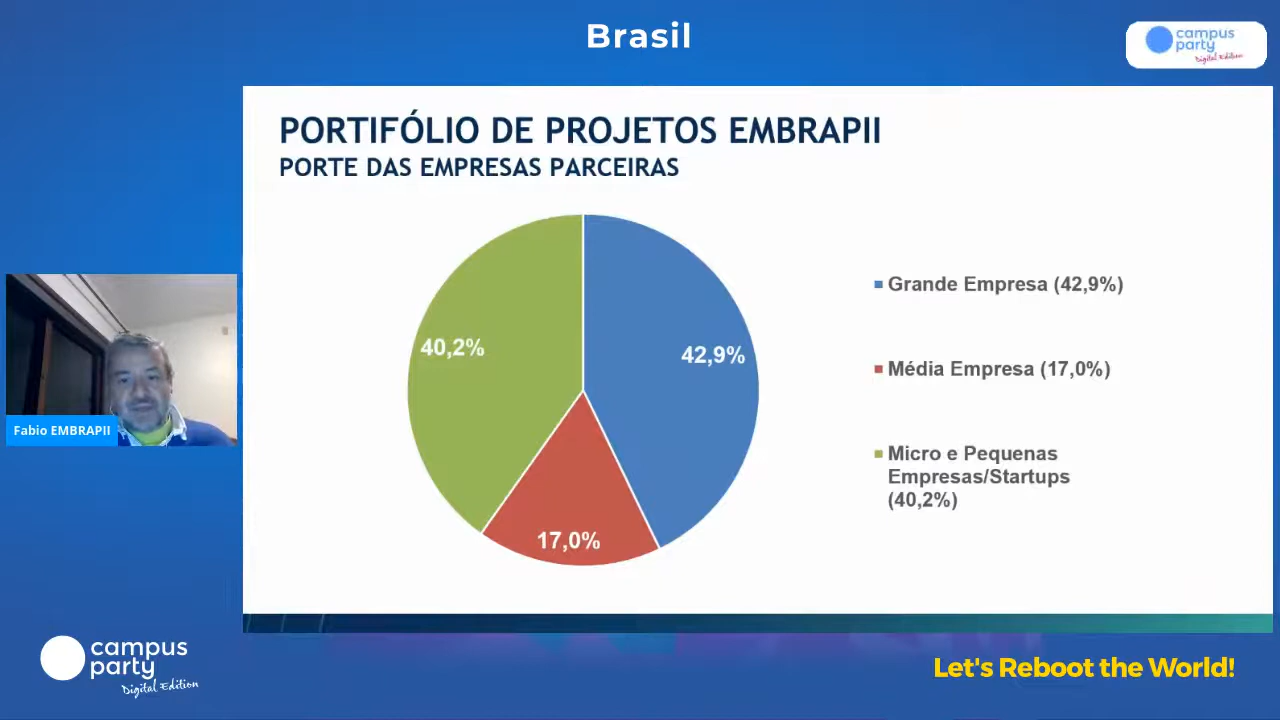 Brasil
campus
party
Digital Edition
PORTIFÓLIO DE PROJETOS EMBRAPII
PORTE DAS EMPRESAS PARCEIRAS
40,2%
42,9%
17,0%
Grande Empresa (42,9%)
Média Empresa (17,0%)
Micro e Pequenas
Empresas/Startups
(40,2%)
Fabio EMBRAPII
campus
party
Digital Edition
Let's Reboot the World!